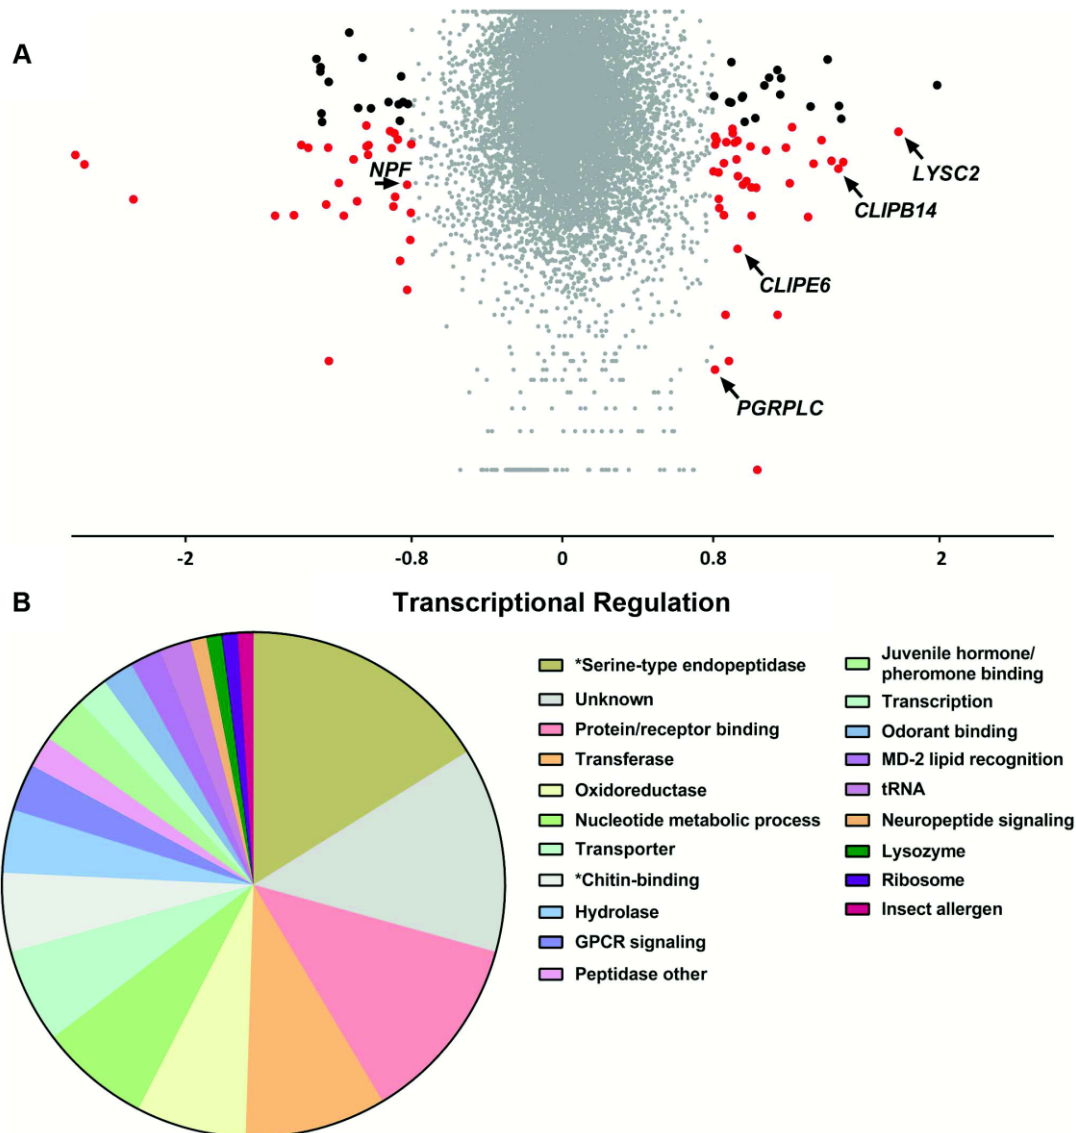 A
NPF
LYSC2
CLIPB14
CLIPE6
PGRPLC
-2
-0.8
0
0.8
2
B
Transcriptional Regulation
*Serine-type endopeptidase
Unknown
Protein/receptor binding
Transferase
Oxidoreductase
Nucleotide metabolic process
Transporter
*Chitin-binding
Hydrolase
GPCR signaling
Peptidase other
Juvenile hormone/
pheromone binding
Transcription
Odorant binding
MD-2 lipid recognition
tRNA
Neuropeptide signaling
Lysozyme
Ribosome
Insect allergen